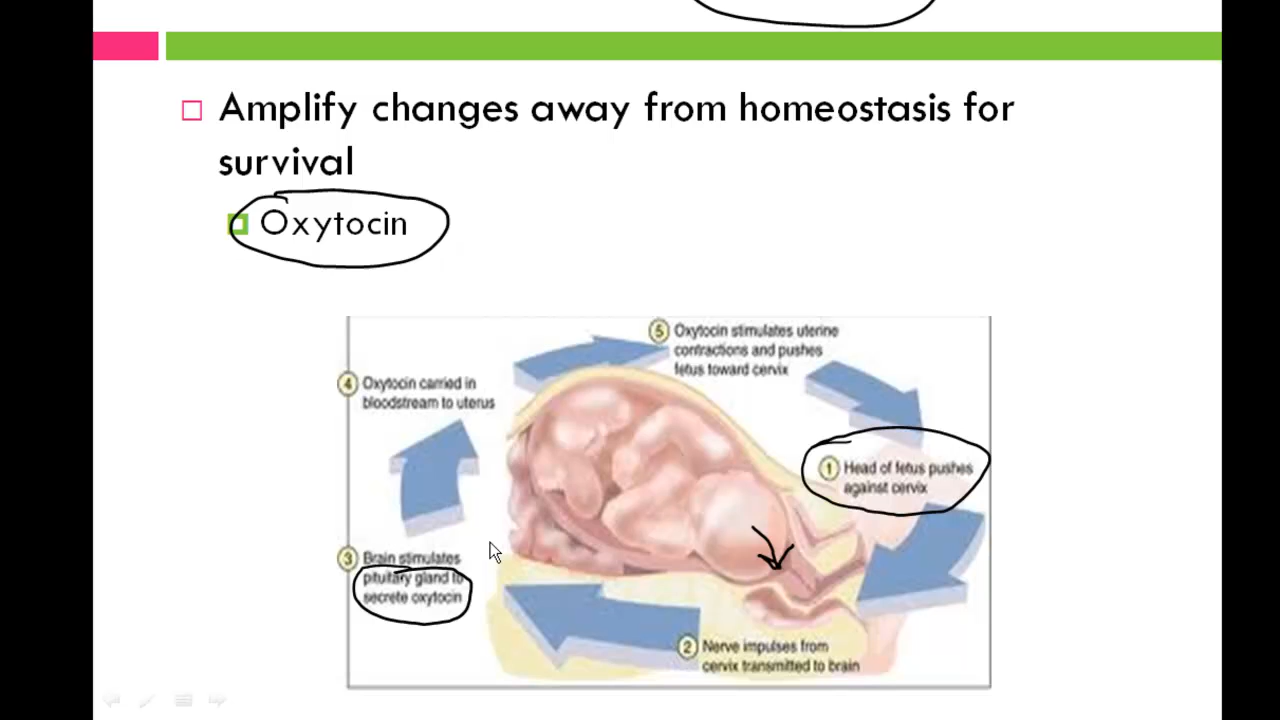 Amplify changes away from homeostasis for
survival
Oxytocin
5 Oxytocin stimulates uterine
contractions and pushes
fetus toward cervix
4 Oxytocin carried in
bloodstream to uterus
1 Head of fetus pushes
against cervix
3 Brain stimulates
pituitary gland to
secrete oxytocin
2 Nerve impulses from
cervix transmitted to brain